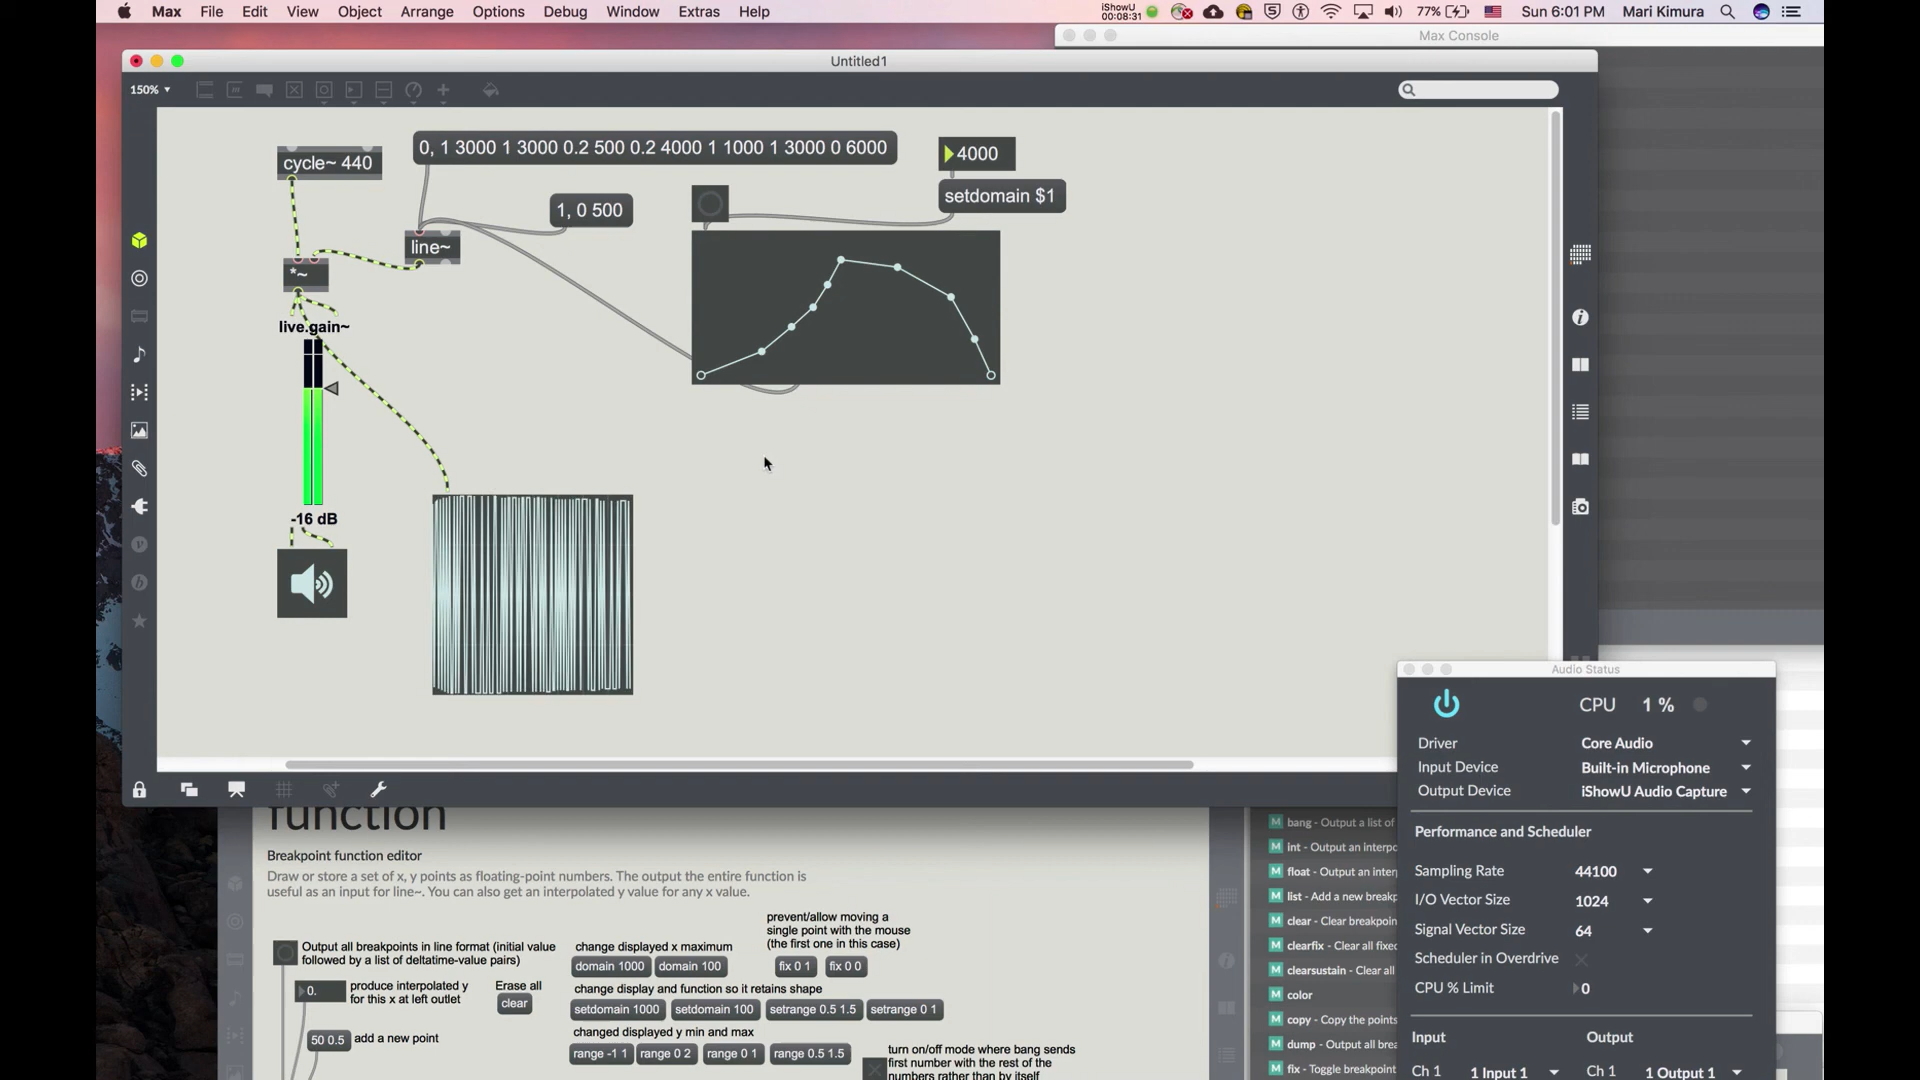 Max File Edit View Object Arrange Options Debug Window Extras Help
iShowU
00:08:31
77%
Sun 6:01 PM
Mari Kimura
Max Console
Untitled1
150%
cycle~ 440
0, 1 3000 1 3000 0.2 500 0.2 4000 1 1000 1 3000 0 6000
4000
setdomain $1
1, 0 500
line~
*~
live.gain~
-16 dB
Audio Status
CPU 1 %
Driver Core Audio
Input Device Built-in Microphone
Output Device iShowU Audio Capture
Performance and Scheduler
Sampling Rate 44100
I/O Vector Size 1024
Signal Vector Size 64
Scheduler in Overdrive
CPU % Limit 0
Input Output
Ch 1 1 Input 1 Ch 1 1 Output 1
function
Breakpoint function editor
Draw or store a set of x, y points as floating-point numbers. The output the entire function is
useful as an input for line~. You can also get an interpolated y value for any x value.
Output all breakpoints in line format (initial value
followed by a list of deltatime-value pairs)
0.
produce interpolated y
for this x at left outlet
Erase all
clear
50 0.5
add a new point
change displayed x maximum
domain 1000 domain 100
prevent/allow moving a
single point with the mouse
(the first one in this case)
fix 0 1 fix 0 0
change display and function so it retains shape
setdomain 1000 setdomain 100 setrange 0.5 1.5 setrange 0 1
changed displayed y min and max
range -1 1 range 0 2 range 0 1 range 0.5 1.5
turn on/off mode where bang sends
first number with the rest of the
numbers rather than by itself
M bang - Output a list of
M int - Output an interpo
M float - Output an inter
M list - Add a new breakp
M clear - Clear breakpoin
M clearfix - Clear all fixed
M clearsustain - Clear all
M color
M copy - Copy the points
M dump - Output all brea
M fix - Toggle breakpoint